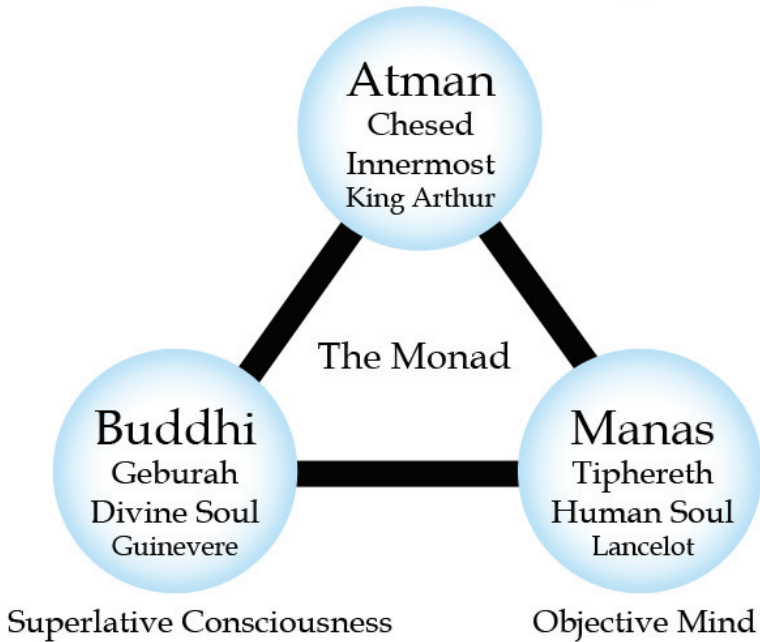 Atman
Chesed
Innermost
King Arthur
The Monad
Buddhi
Geburah
Divine Soul
Guinevere
Manas
Tiphereth
Human Soul
Lancelot
Superlative Consciousness
Objective Mind